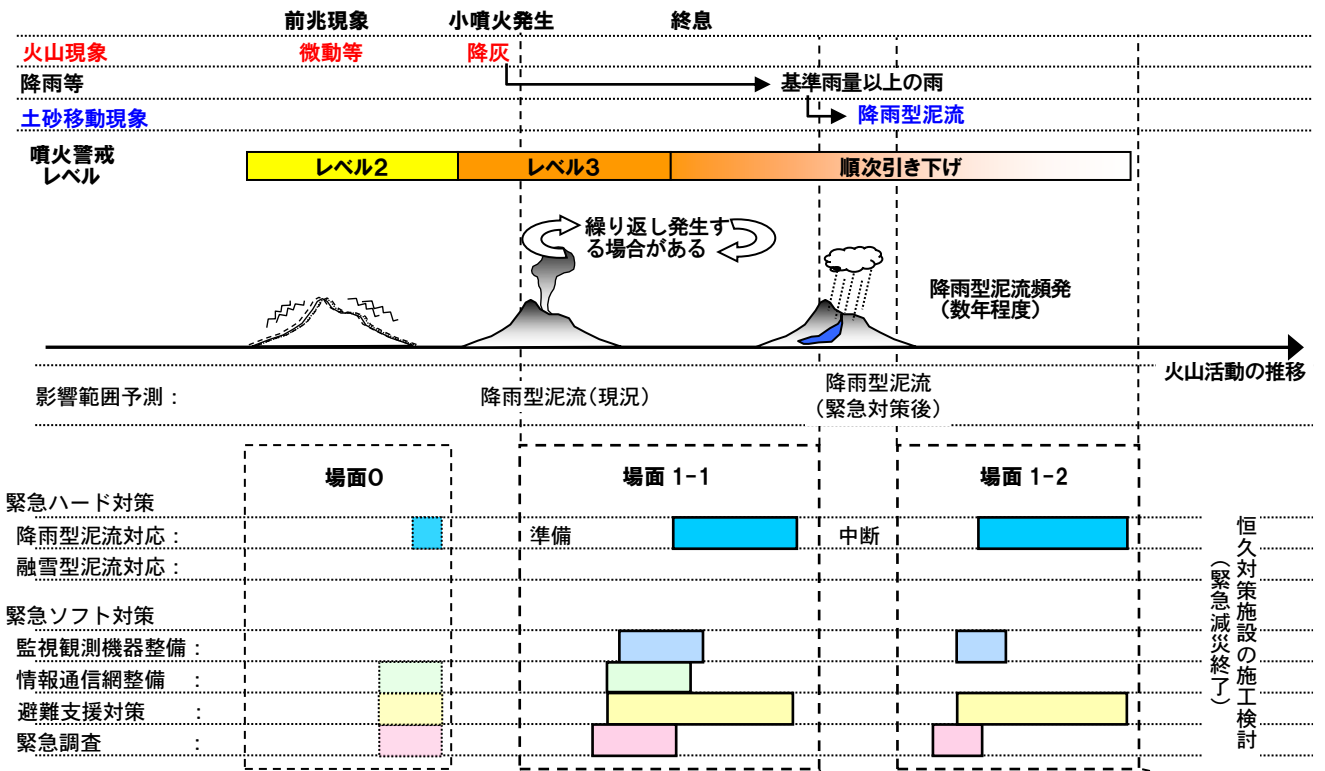 前兆現象 小噴火発生 終息
火山現象 微動等 降灰
降雨等 基準雨量以上の雨
土砂移動現象 降雨型泥流
噴火警戒
レベル
レベル2 レベル3 順次引き下げ
繰り返し発生す
る場合がある
降雨型泥流頻発
（数年程度）
火山活動の推移
影響範囲予測： 降雨型泥流（現況）
降雨型泥流
（緊急対策後）
場面0 場面 1-1 場面 1-2
緊急ハード対策
降雨型泥流対応： 準備 中断
融雪型泥流対応：
緊急ソフト対策
監視観測機器整備：
情報通信網整備 ：
避難支援対策 ：
緊急調査 ：
恒久対策施設の施工検討
（緊急減災終了）